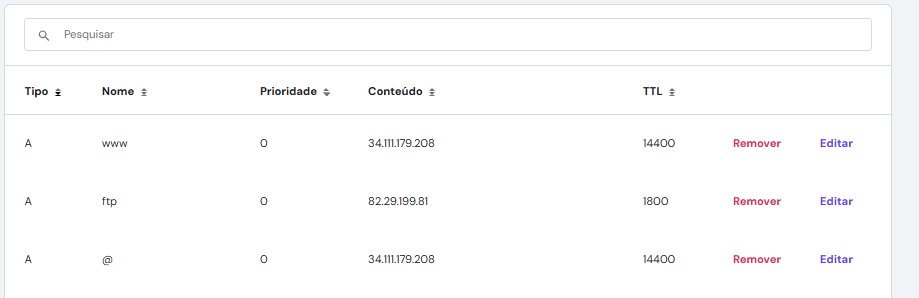 Pesquisar
Tipo Nome Prioridade Conteúdo TTL
A www 0 34.111.179.208 14400 Remover Editar
A ftp 0 82.29.199.81 1800 Remover Editar
A @ 0 34.111.179.208 14400 Remover Editar